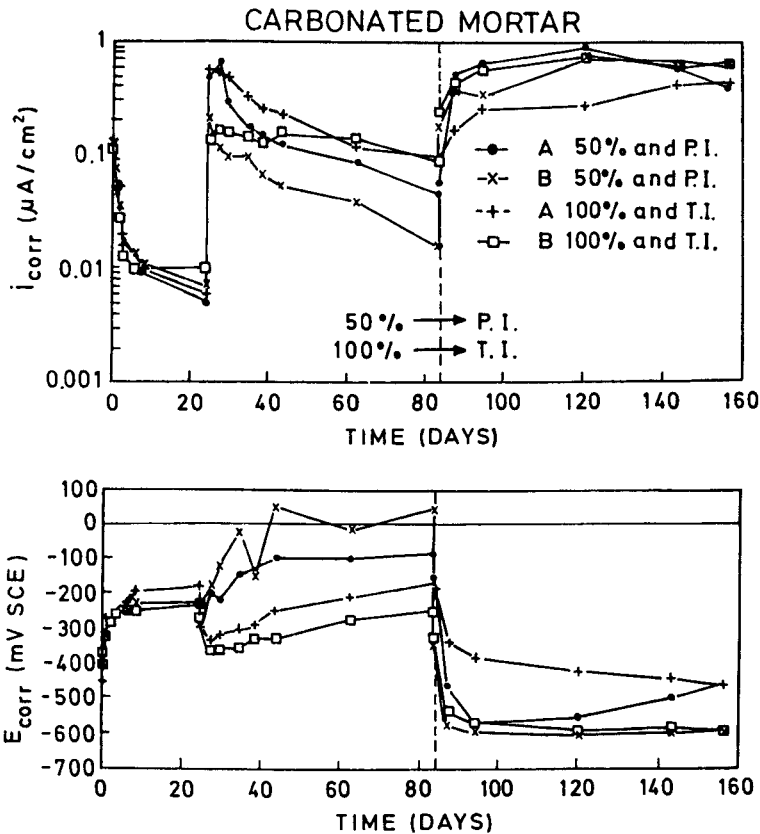 CARBONATED MORTAR
1
0.1
0.01
0.001
i corr (μA/cm²)
A 50% and P.I.
B 50% and P.I.
A 100% and T.I.
B 100% and T.I.
50% → P.I.
100% → T.I.
0 20 40 60 80 100 120 140 160
TIME (DAYS)
100
0
-100
-200
-300
-400
-500
-600
-700
E corr (mV SCE)
0 20 40 60 80 100 120 140 160
TIME (DAYS)